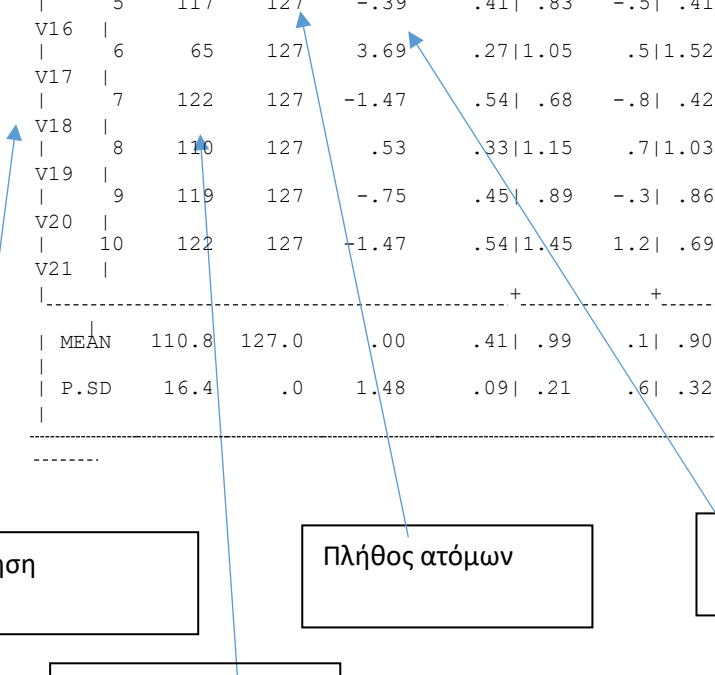 | 5 117 127 -.39 .41| .83 -.5| .41
V16 |
| 6 65 127 3.69 .27|1.05 .5|1.52
V17 |
| 7 122 127 -1.47 .54| .68 -.8| .42
V18 |
| 8 110 127 .53 .33|1.15 .7|1.03
V19 |
| 9 119 127 -.75 .45| .89 -.3| .86
V20 |
| 10 122 127 -1.47 .54|1.45 1.2| .69
V21 |
| MEAN 110.8 127.0 .00 .41| .99 .1| .90
|
| P.SD 16.4 .0 1.48 .09| .21 .6| .32
|
ηση
Πλήθος ατόμων